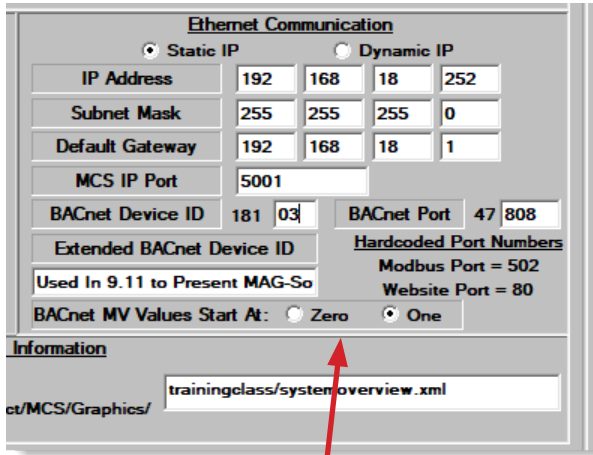 Ethernet Communication
Static IP Dynamic IP
IP Address 192 168 18 252
Subnet Mask 255 255 255 0
Default Gateway 192 168 18 1
MCS IP Port 5001
BACnet Device ID 181 03 BACnet Port 47 808
Extended BACnet Device ID Hardcoded Port Numbers
Modbus Port = 502
Used In 9.11 to Present MAG-So
Website Port = 80
BACnet MV Values Start At: Zero One
Information
trainingclass/systemoverview.xml
ct/MCS/Graphics/